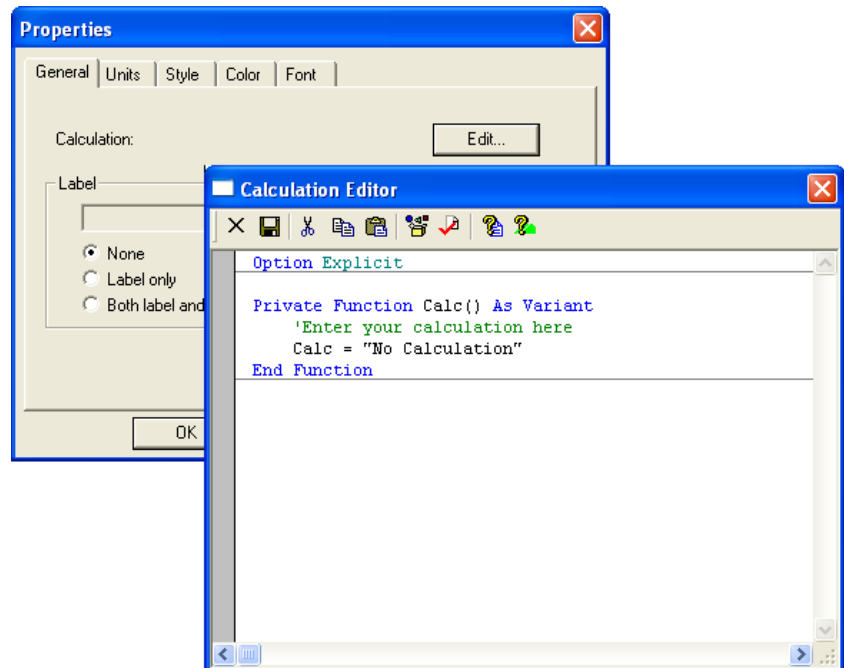 Properties
General Units Style Color Font
Calculation:
Edit...
Label
None
Label only
Both label and
OK
Calculation Editor
Option Explicit
Private Function Calc() As Variant
'Enter your calculation here
Calc = "No Calculation"
End Function